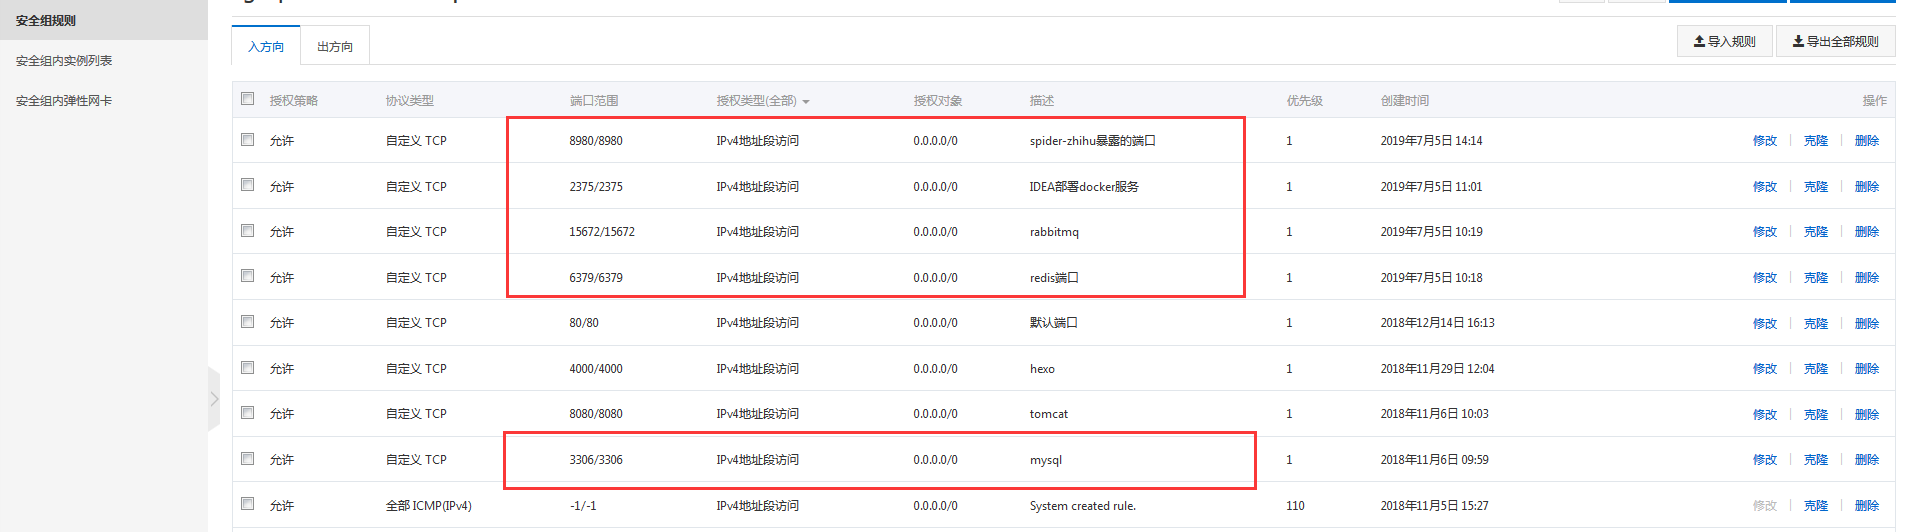 安全组规则
安全组内实例列表
安全组内弹性网卡
入方向 出方向
导入规则 导出全部规则
授权策略 协议类型 端口范围 授权类型(全部) 授权对象 描述 优先级 创建时间 操作
允许 自定义 TCP 8980/8980 IPv4地址段访问 0.0.0.0/0 spider-zhihu暴露的端口 1 2019年7月5日 14:14 修改 克隆 删除
允许 自定义 TCP 2375/2375 IPv4地址段访问 0.0.0.0/0 IDEA部署docker服务 1 2019年7月5日 11:01 修改 克隆 删除
允许 自定义 TCP 15672/15672 IPv4地址段访问 0.0.0.0/0 rabbitmq 1 2019年7月5日 10:19 修改 克隆 删除
允许 自定义 TCP 6379/6379 IPv4地址段访问 0.0.0.0/0 redis端口 1 2019年7月5日 10:18 修改 克隆 删除
允许 自定义 TCP 80/80 IPv4地址段访问 0.0.0.0/0 默认端口 1 2018年12月14日 16:13 修改 克隆 删除
允许 自定义 TCP 4000/4000 IPv4地址段访问 0.0.0.0/0 hexo 1 2018年11月29日 12:04 修改 克隆 删除
允许 自定义 TCP 8080/8080 IPv4地址段访问 0.0.0.0/0 tomcat 1 2018年11月6日 10:03 修改 克隆 删除
允许 自定义 TCP 3306/3306 IPv4地址段访问 0.0.0.0/0 mysql 1 2018年11月6日 09:59 修改 克隆 删除
允许 全部 ICMP(IPv4) -1/-1 IPv4地址段访问 0.0.0.0/0 System created rule. 110 2018年11月5日 15:27 修改 克隆 删除